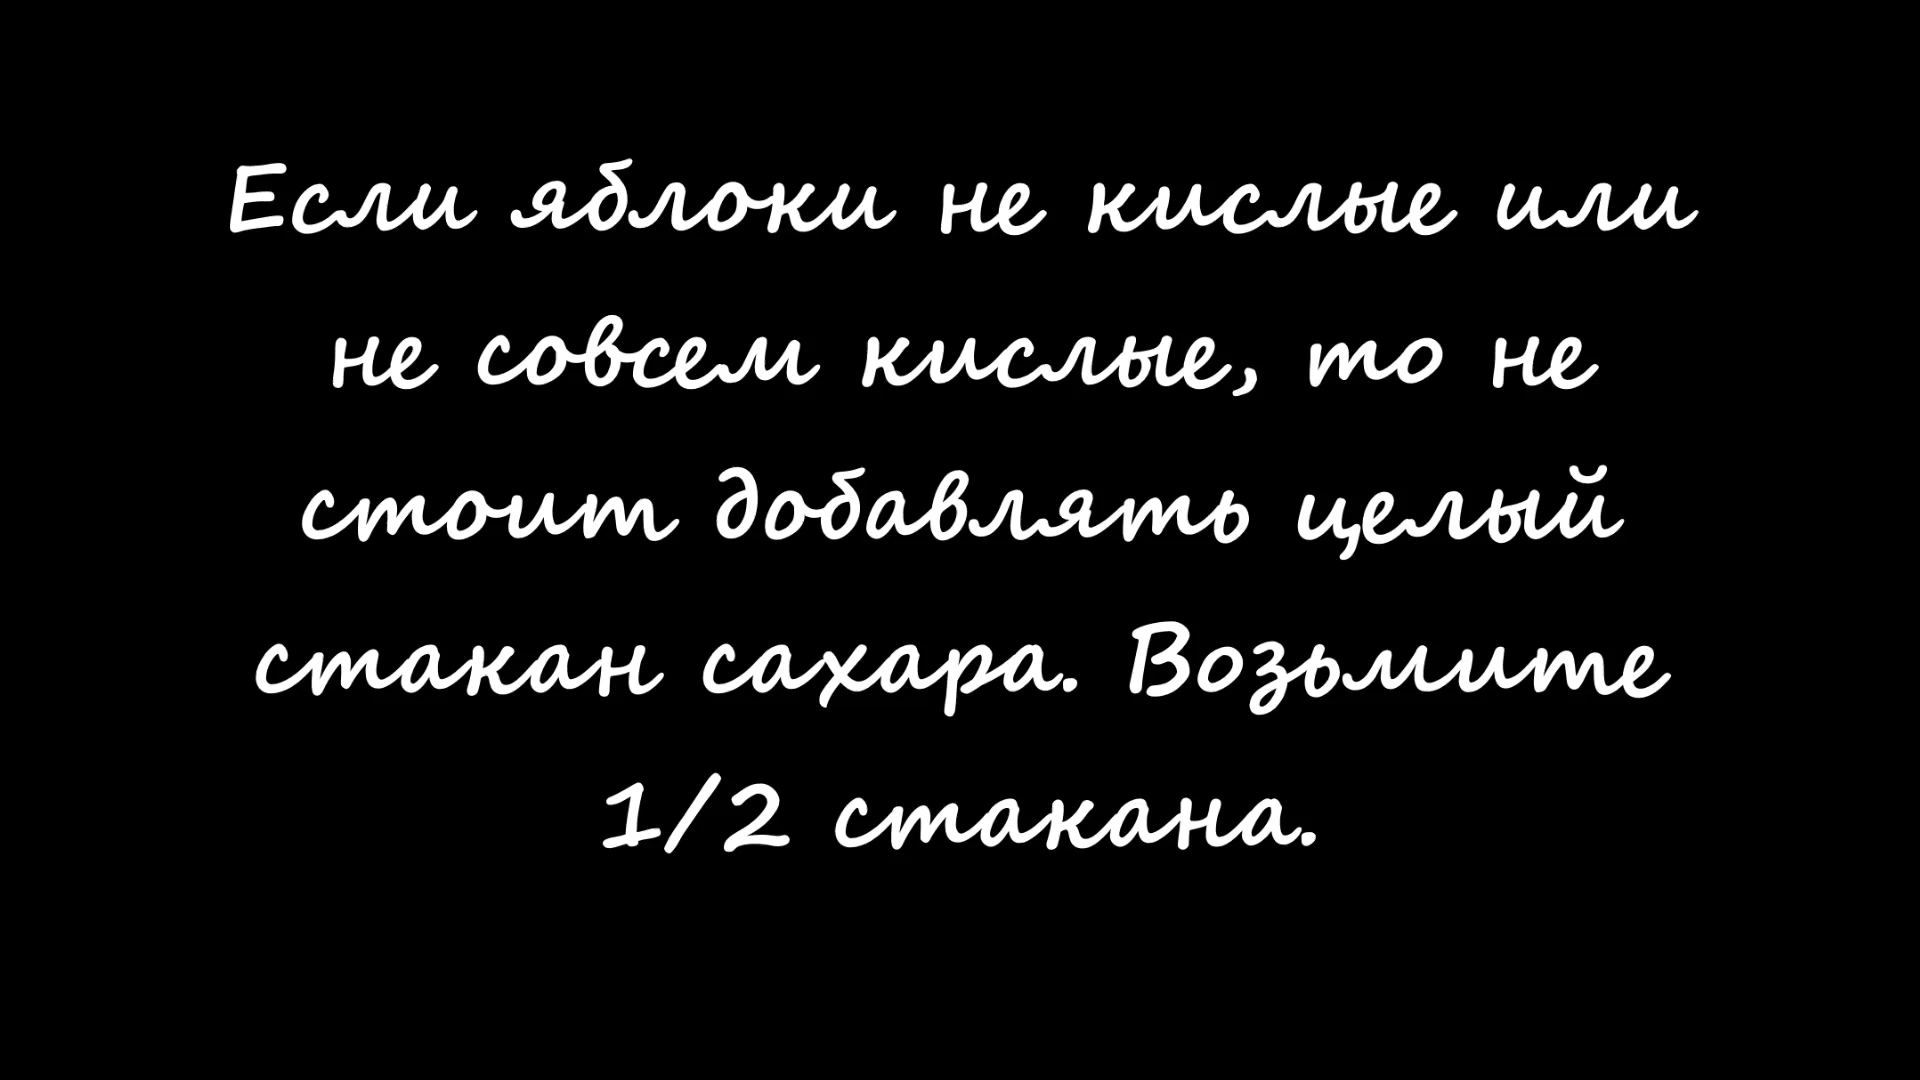 Если яблоки не кислые или
не совсем кислые, то не
стоит добавлять целый
стакан сахара. Возьмите
1/2 стакана.